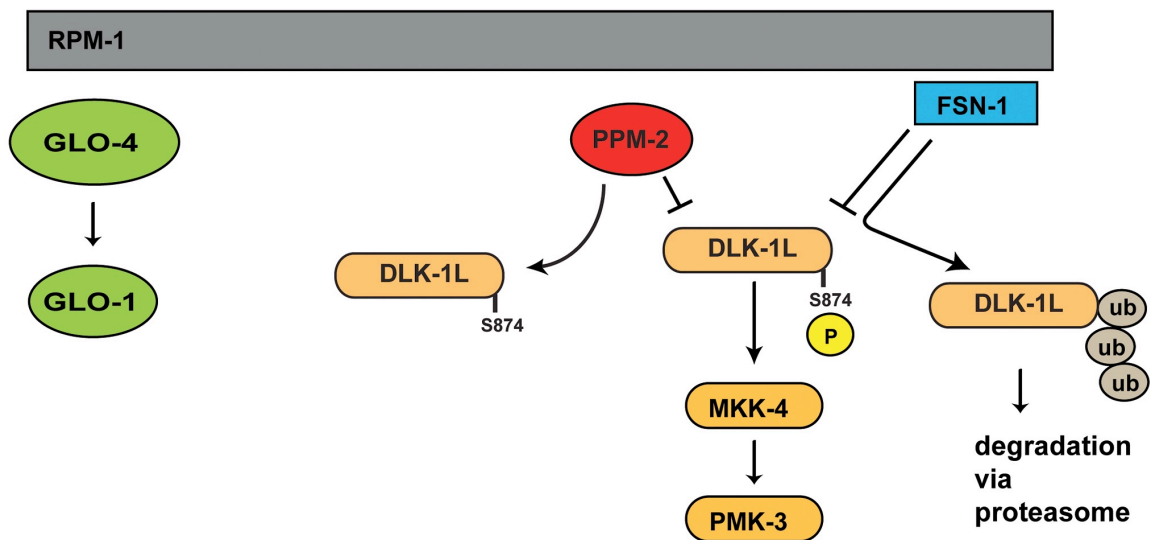 RPM-1
GLO-4
GLO-1
PPM-2
DLK-1L
S874
DLK-1L
S874
P
MKK-4
PMK-3
FSN-1
DLK-1L
ub
ub
ub
degradation
via
proteasome